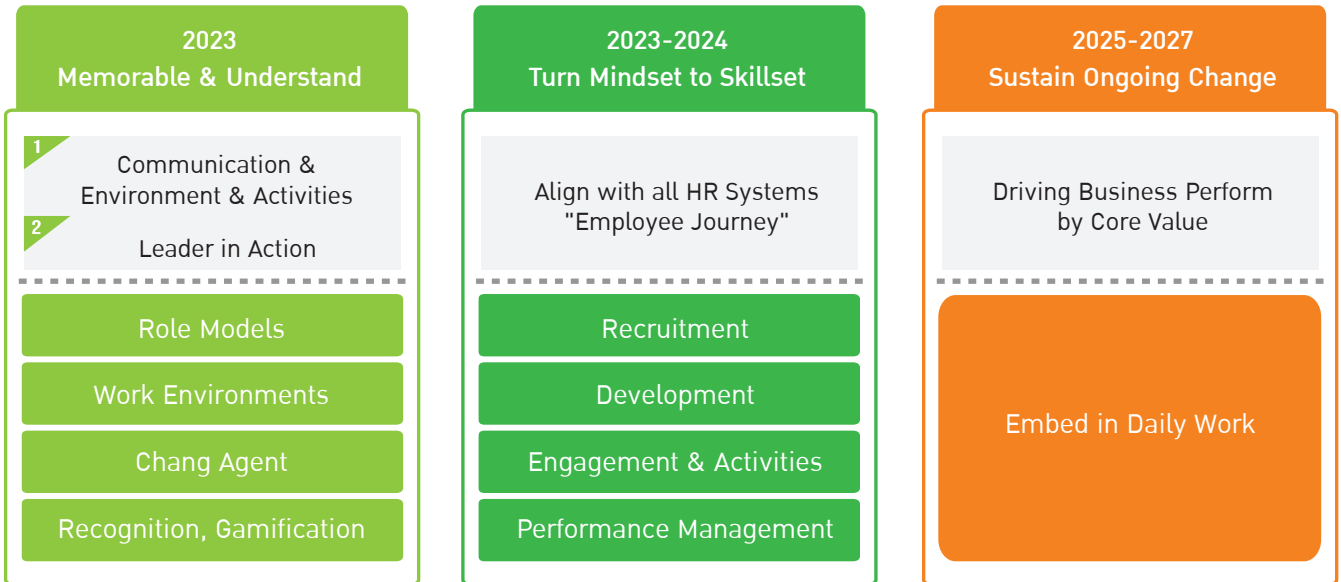 2023
Memorable & Understand
1
Communication &
Environment & Activities
2
Leader in Action
Role Models
Work Environments
Chang Agent
Recognition, Gamification
2023-2024
Turn Mindset to Skillset
Align with all HR Systems
"Employee Journey"
Recruitment
Development
Engagement & Activities
Performance Management
2025-2027
Sustain Ongoing Change
Driving Business Perform
by Core Value
Embed in Daily Work